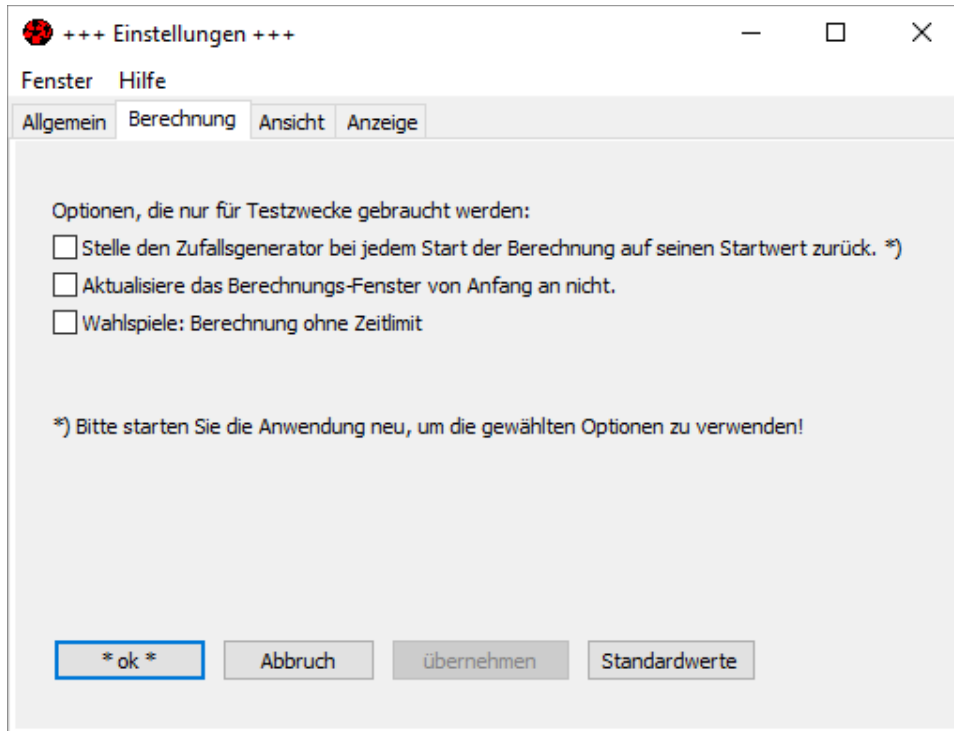 +++ Einstellungen +++
Fenster Hilfe
Allgemein Berechnung Ansicht Anzeige
Optionen, die nur für Testzwecke gebraucht werden:
Stelle den Zufallsgenerator bei jedem Start der Berechnung auf seinen Startwert zurück. *)
Aktualisiere das Berechnungs-Fenster von Anfang an nicht.
Wahlspiele: Berechnung ohne Zeitlimit
*) Bitte starten Sie die Anwendung neu, um die gewählten Optionen zu verwenden!
* ok * Abbruch übernehmen Standardwerte